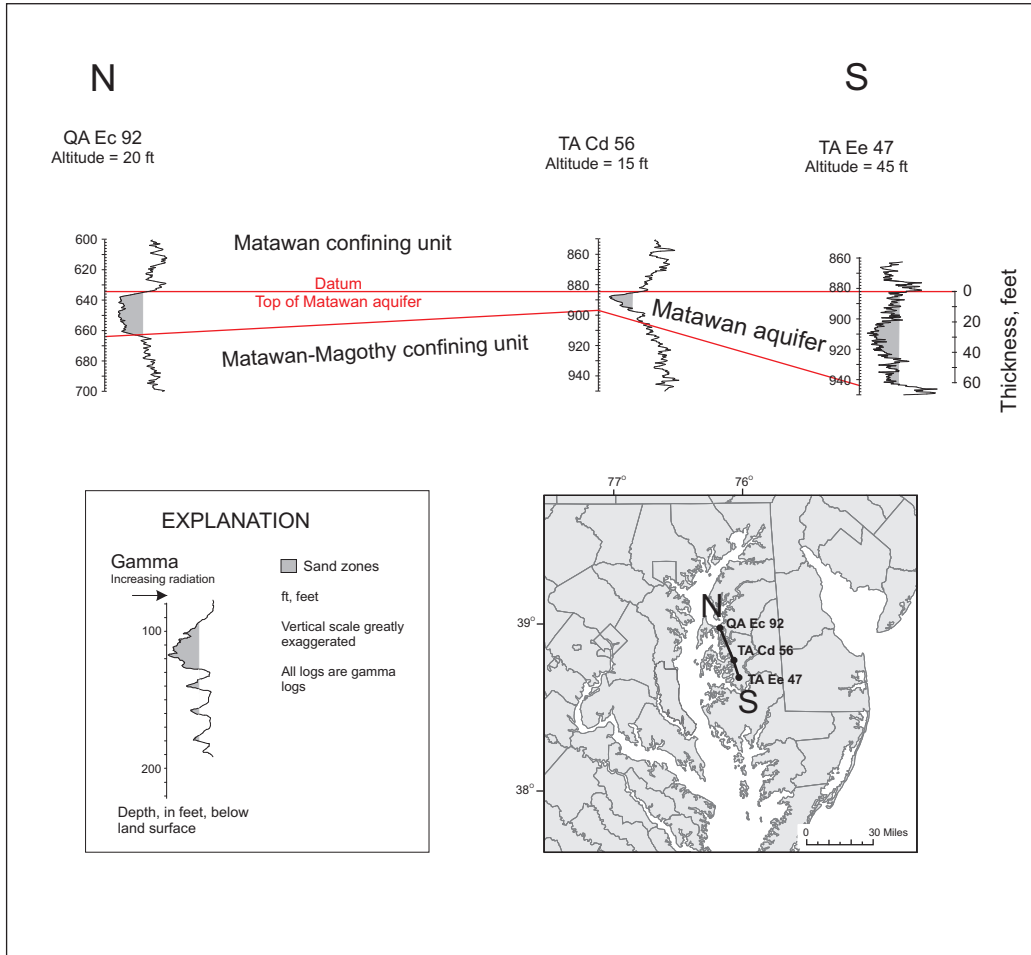 N
S
QA Ec 92
Altitude = 20 ft
TA Cd 56
Altitude = 15 ft
TA Ee 47
Altitude = 45 ft
600
620
640
660
680
700
Matawan confining unit
Datum
Top of Matawan aquifer
Matawan-Magothy confining unit
860
880
900
920
940
Matawan aquifer
860
880
900
920
940
0
20
40
60
Thickness, feet
EXPLANATION
Gamma
Increasing radiation
100
200
Depth, in feet, below
land surface
Sand zones
ft, feet
Vertical scale greatly
exaggerated
All logs are gamma
logs
77°
76°
39°
38°
N
QA Ec 92
TA Cd 56
TA Ee 47
S
0
30 Miles